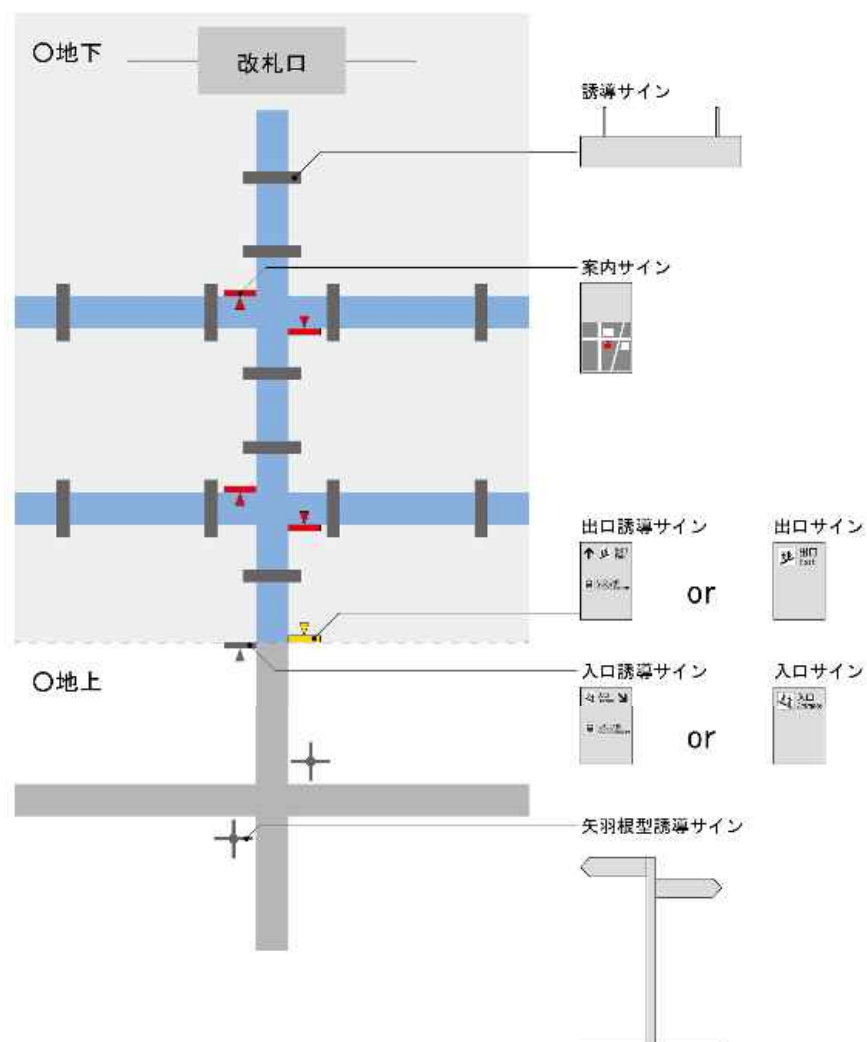 〇地下
改札口
誘導サイン
案内サイン
出口誘導サイン
出口サイン
出口
or
〇地上
入口誘導サイン
入口サイン
入口
or
矢羽根型誘導サイン